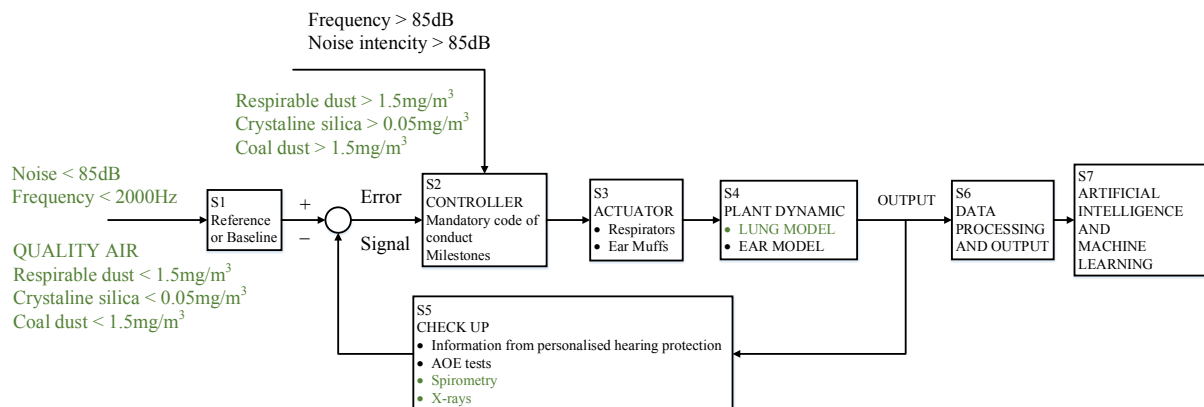 Frequency > 85dB
Noise intencity > 85dB
Respirable dust > 1.5mg/m³
Crystaline silica > 0.05mg/m³
Coal dust > 1.5mg/m³
Noise < 85dB
Frequency < 2000Hz
QUALITY AIR
Respirable dust < 1.5mg/m³
Crystaline silica < 0.05mg/m³
Coal dust < 1.5mg/m³
S1
Reference
or Baseline
+
−
Error
Signal
S2
CONTROLLER
Mandatory code of
conduct
Milestones
S3
ACTUATOR
• Respirators
• Ear Muffs
S4
PLANT DYNAMIC
• LUNG MODEL
• EAR MODEL
OUTPUT
S6
DATA
PROCESSING
AND OUTPUT
S7
ARTIFICIAL
INTELLIGENCE
AND
MACHINE
LEARNING
S5
CHECK UP
• Information from personalised hearing protection
• AOE tests
• Spirometry
• X-rays